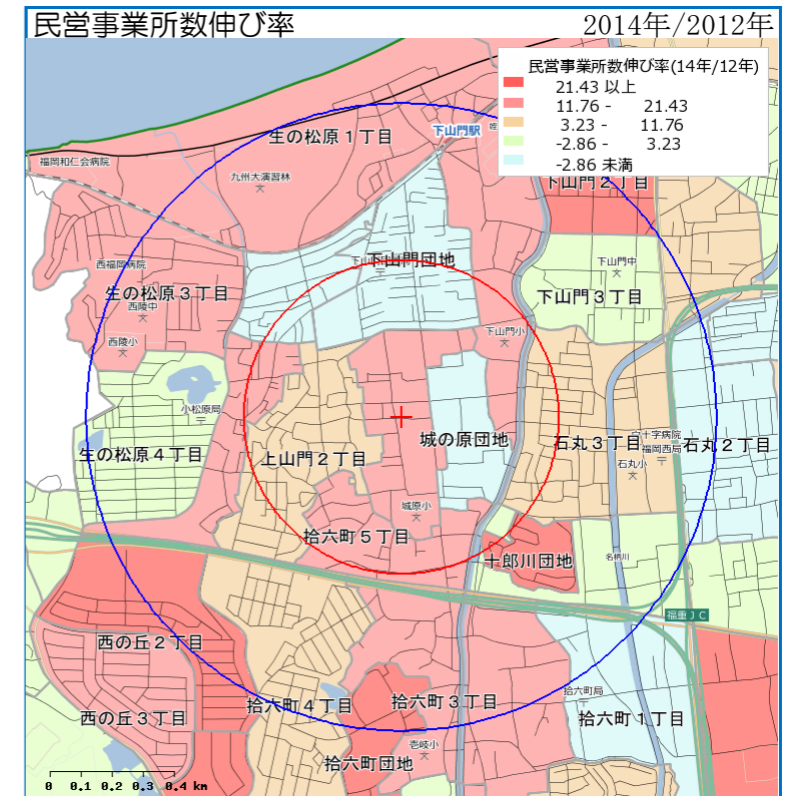 民営事業所数伸び率
2014年/2012年
民営事業所数伸び率(14年/12年)
21.43 以上
11.76 - 21.43
3.23 - 11.76
-2.86 - 3.23
-2.86 未満
生の松原1丁目
下山門駅
福岡和仁会病院
九州大演習林
下山門2丁目
下山門団地
西福岡病院
下山門中
生の松原3丁目
西陵中
下山門3丁目
西陵小
下山門小
小松原局
生の松原4丁目
上山門2丁目
城の原団地
石丸3丁目
福岡西局
石丸2丁目
石丸小
城原小
拾六町5丁目
十郎川団地
名柄川
福重JC
西の丘2丁目
西の丘3丁目
拾六町4丁目
拾六町3丁目
拾六町局
拾六町1丁目
壱岐小
拾六町団地
0 0.1 0.2 0.3 0.4 km